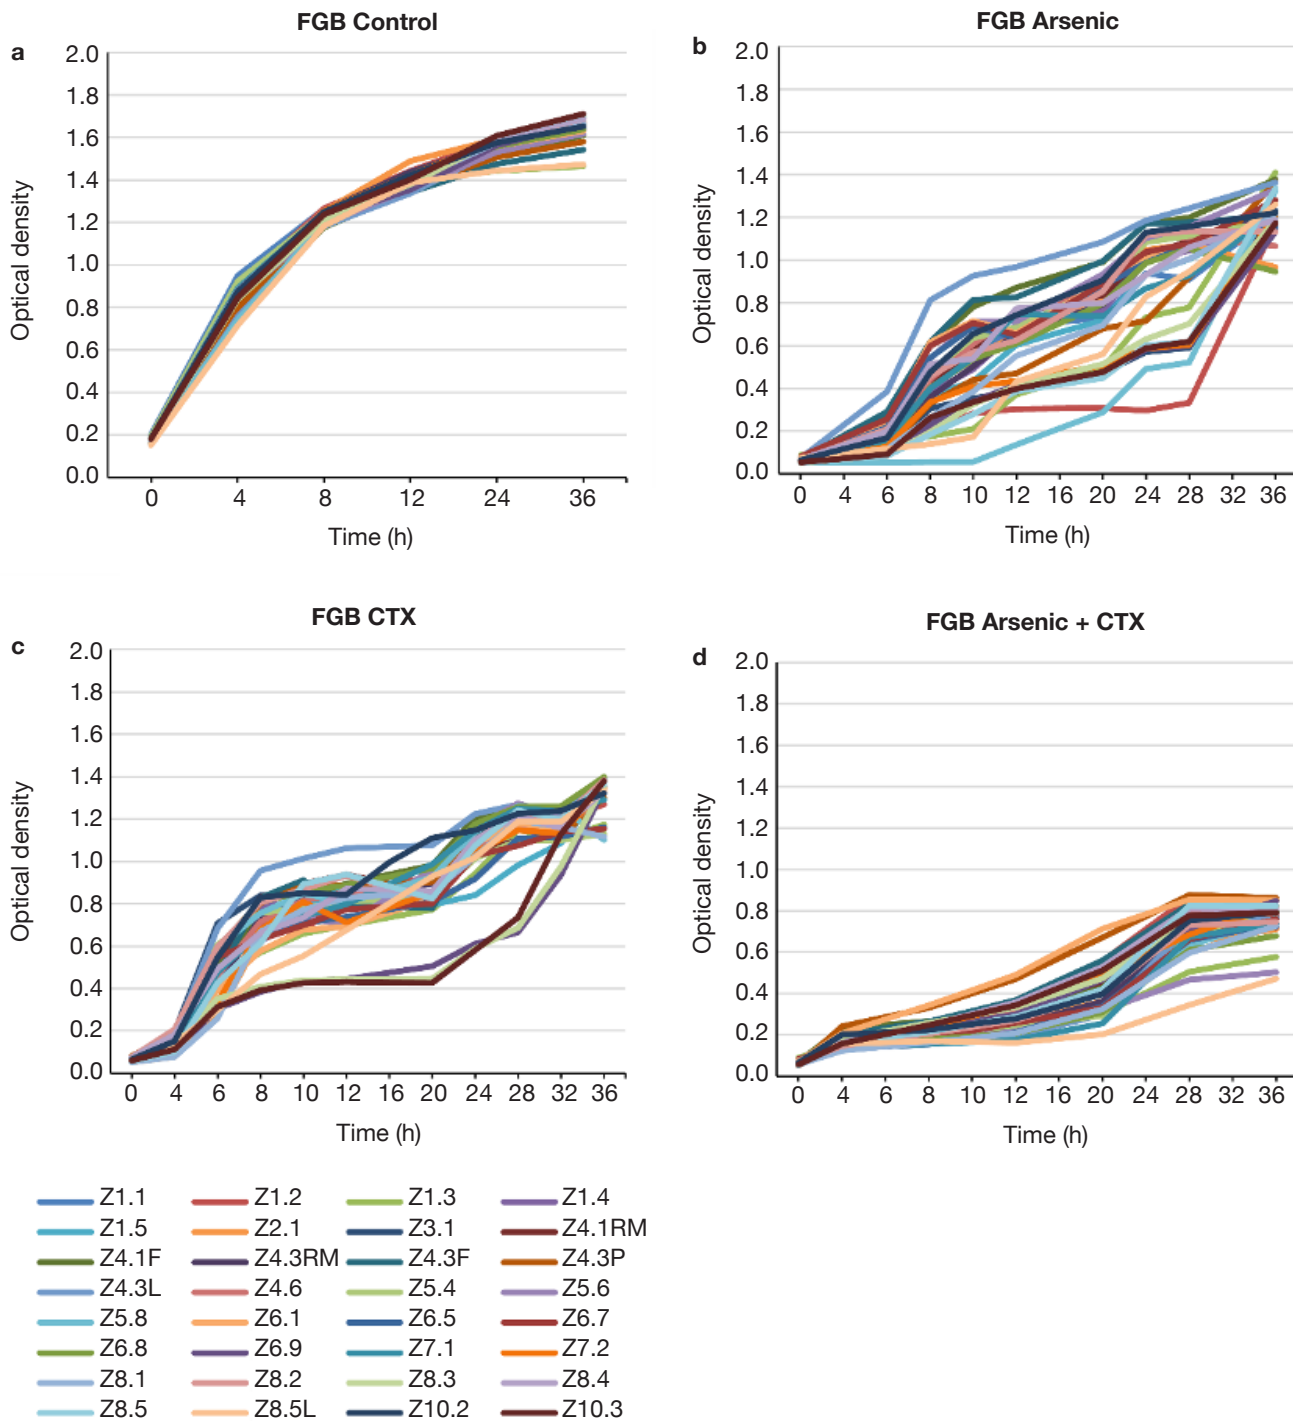 FGB Control
a
2.0
1.8
1.6
1.4
1.2
1.0
0.8
0.6
0.4
0.2
0.0
Optical density
0 4 8 12 24 36
Time (h)
FGB Arsenic
b
2.0
1.8
1.6
1.4
1.2
1.0
0.8
0.6
0.4
0.2
0.0
Optical density
0 4 6 8 10 12 16 20 24 28 32 36
Time (h)
FGB CTX
c
2.0
1.8
1.6
1.4
1.2
1.0
0.8
0.6
0.4
0.2
0.0
Optical density
0 4 6 8 10 12 16 20 24 28 32 36
Time (h)
FGB Arsenic + CTX
d
2.0
1.8
1.6
1.4
1.2
1.0
0.8
0.6
0.4
0.2
0.0
Optical density
0 4 6 8 10 12 16 20 24 28 32 36
Time (h)
Z1.1 Z1.2 Z1.3 Z1.4
Z1.5 Z2.1 Z3.1 Z4.1RM
Z4.1F Z4.3RM Z4.3F Z4.3P
Z4.3L Z4.6 Z5.4 Z5.6
Z5.8 Z6.1 Z6.5 Z6.7
Z6.8 Z6.9 Z7.1 Z7.2
Z8.1 Z8.2 Z8.3 Z8.4
Z8.5 Z8.5L Z10.2 Z10.3